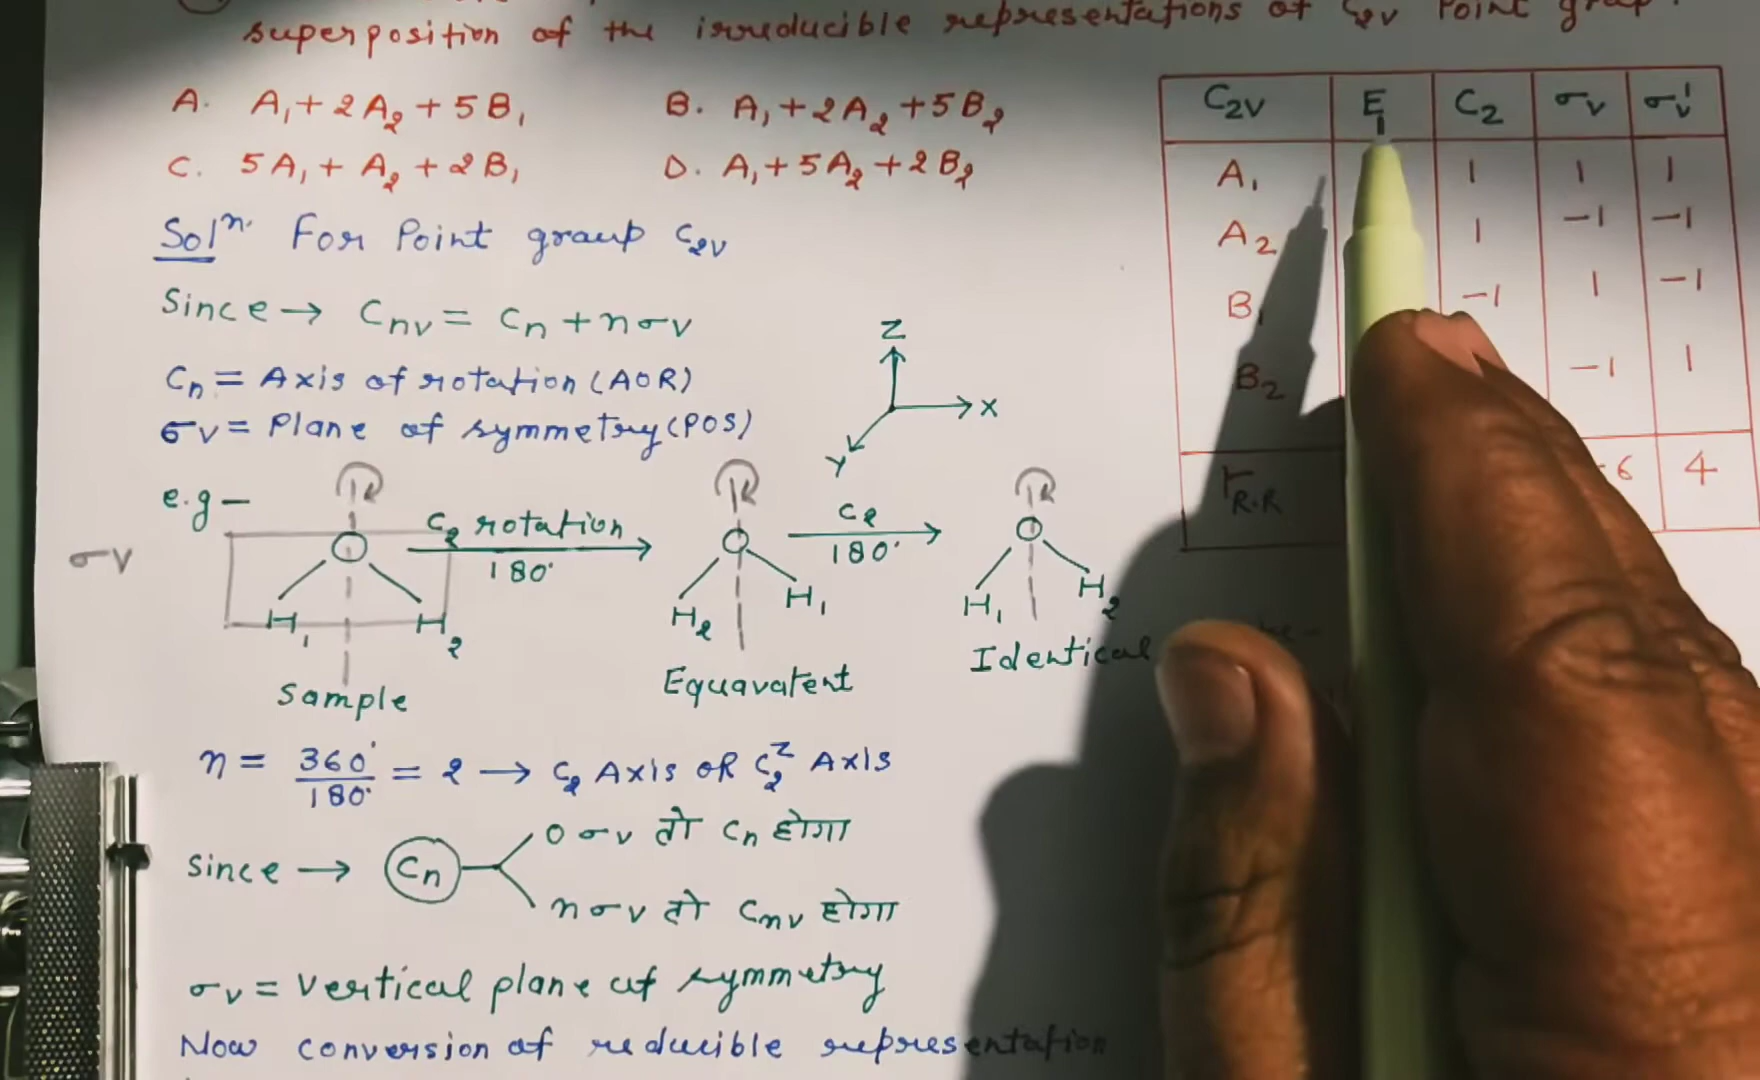 superposition of the irreducible representations of C2v Point group.
A. A1 + 2A2 + 5B1 B. A1 + 2A2 + 5B2
C. 5A1 + A2 + 2B1 D. A1 + 5A2 + 2B2
Solⁿ. For Point group C2v
Since → Cnv = Cn + nσv
Cn = Axis of rotation (AOR)
σv = Plane of symmetry (POS)
Z
X
Y
e.g –
σv
H1 H2
Sample
C2 rotation
180°
H2 H1
Equavatent
C2
180°
H1 H2
Identical
n = 360°/180° = 2 → C2 Axis OR C2ᶻ Axis
Since → Cn
0 σv तो Cn होगा
nσv तो Cnv होगा
σv = Vertical plane of symmetry
Now conversion of reducible representation
C2v E C2 σv σv'
A1 1 1 1
A2 1 -1 -1
B1 -1 1 -1
B2 -1 1
ΓR.R -6 4